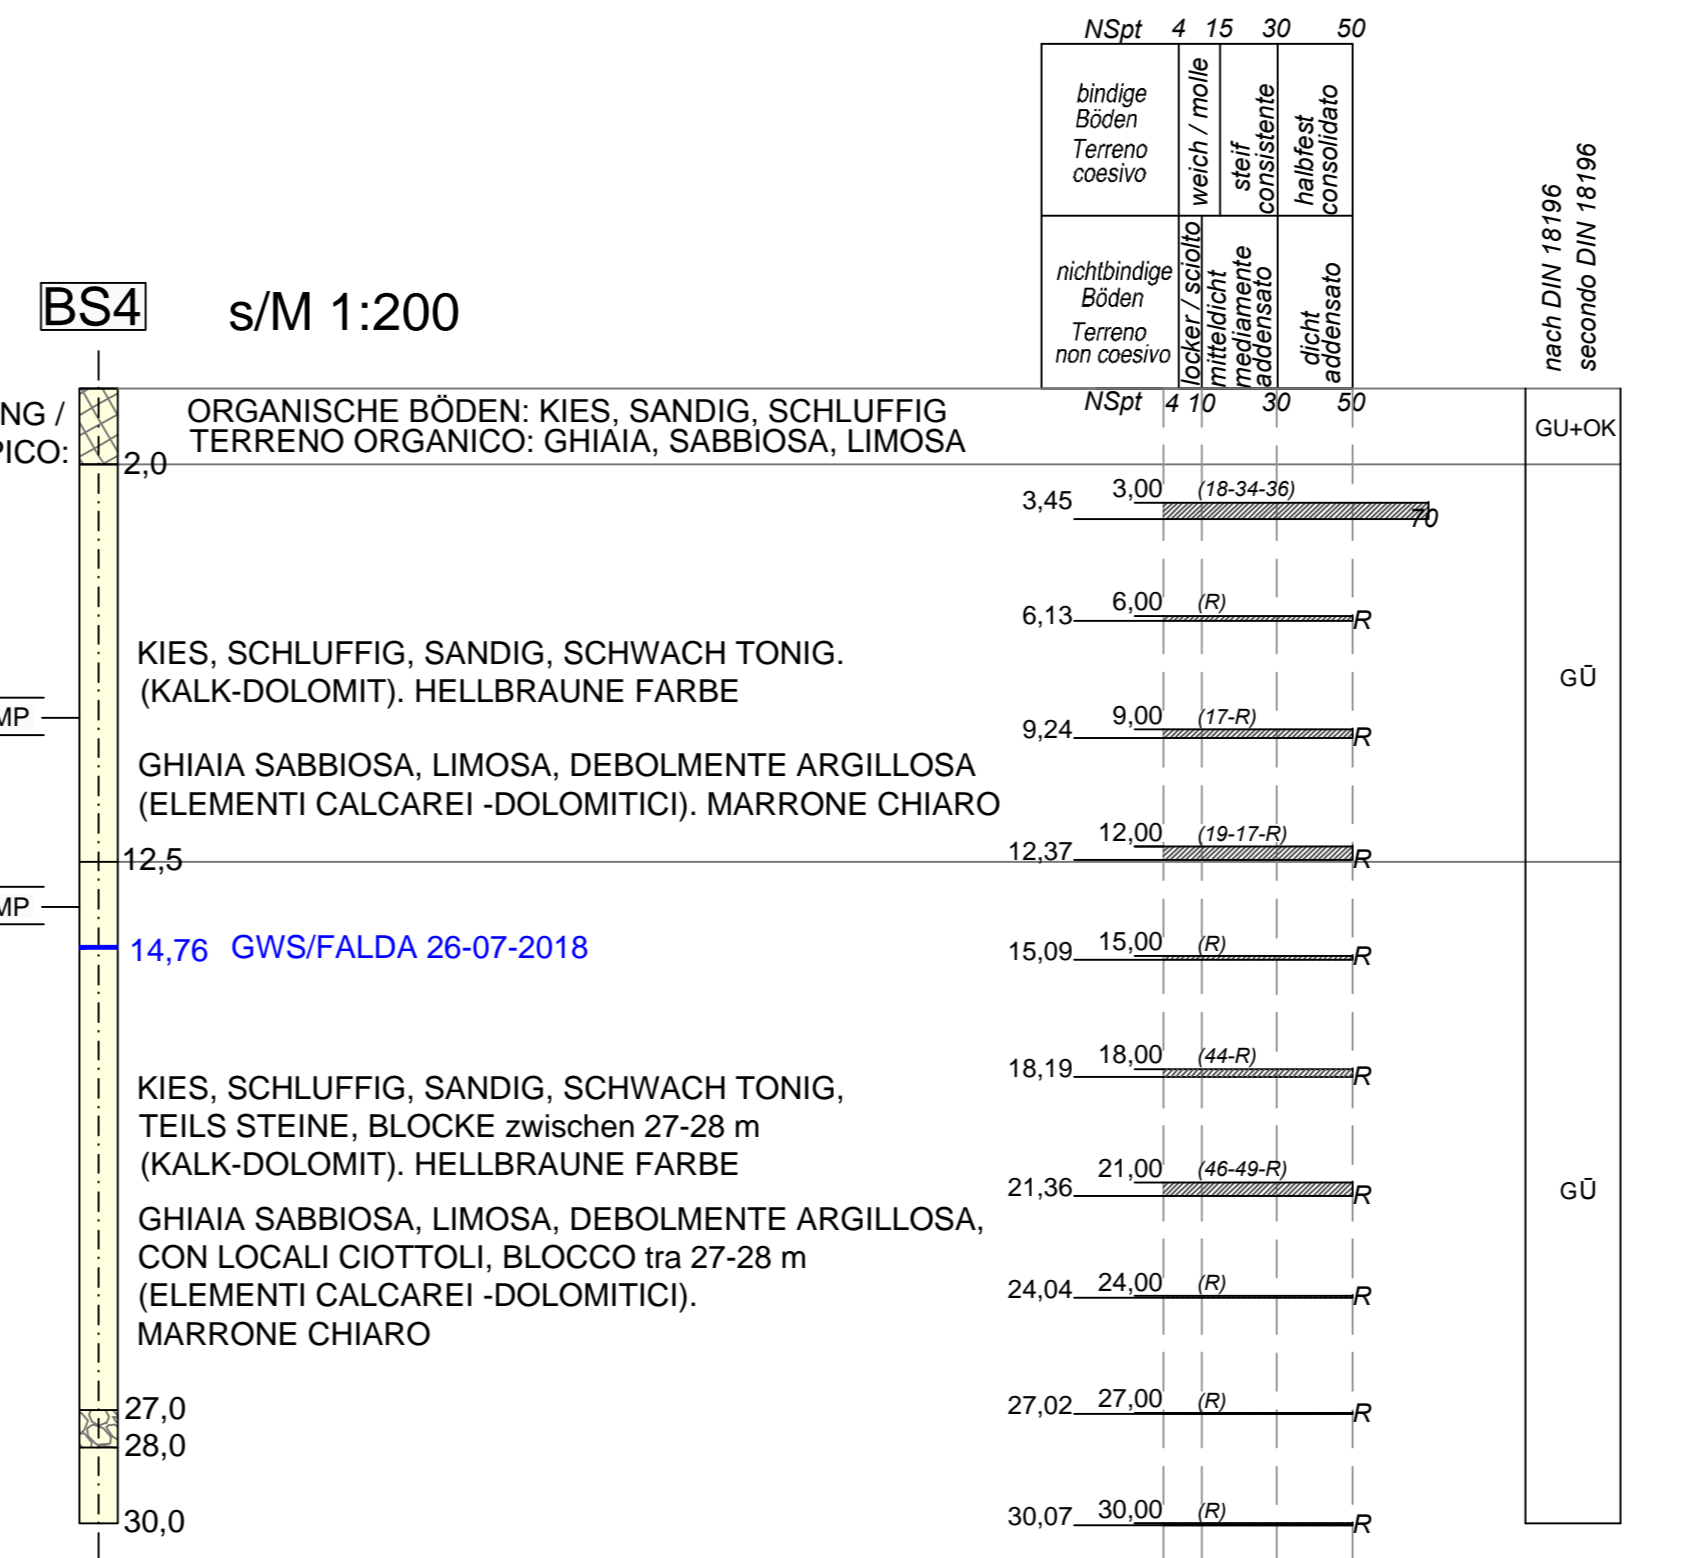 NSpt 4 15 30 50
bindige
Böden
Terreno
coesivo
weich / molle
steif
consistente
halbfest
consolidato
nichtbindige
Böden
Terreno
non coesivo
locker / sciolto
mitteldicht
mediamente
addensato
dicht
addensato
nach DIN 18196
secondo DIN 18196
BS4 s/M 1:200
NSpt 4 10 30 50
NG /
PICO:
ORGANISCHE BÖDEN: KIES, SANDIG, SCHLUFFIG
TERRENO ORGANICO: GHIAIA, SABBIOSA, LIMOSA
GU+OK
2,0
3,45 3,00 (18-34-36)
70
6,13 6,00 (R) R
KIES, SCHLUFFIG, SANDIG, SCHWACH TONIG.
(KALK-DOLOMIT). HELLBRAUNE FARBE
GŪ
MP
9,24 9,00 (17-R) R
GHIAIA SABBIOSA, LIMOSA, DEBOLMENTE ARGILLOSA
(ELEMENTI CALCAREI -DOLOMITICI). MARRONE CHIARO
12,37 12,00 (19-17-R) R
12,5
MP
14,76 GWS/FALDA 26-07-2018
15,09 15,00 (R) R
18,19 18,00 (44-R) R
KIES, SCHLUFFIG, SANDIG, SCHWACH TONIG,
TEILS STEINE, BLOCKE zwischen 27-28 m
(KALK-DOLOMIT). HELLBRAUNE FARBE
21,36 21,00 (46-49-R) R
GŪ
GHIAIA SABBIOSA, LIMOSA, DEBOLMENTE ARGILLOSA,
CON LOCALI CIOTTOLI, BLOCCO tra 27-28 m
(ELEMENTI CALCAREI -DOLOMITICI).
MARRONE CHIARO
24,04 24,00 (R) R
27,0
27,02 27,00 (R) R
28,0
30,07 30,00 (R) R
30,0